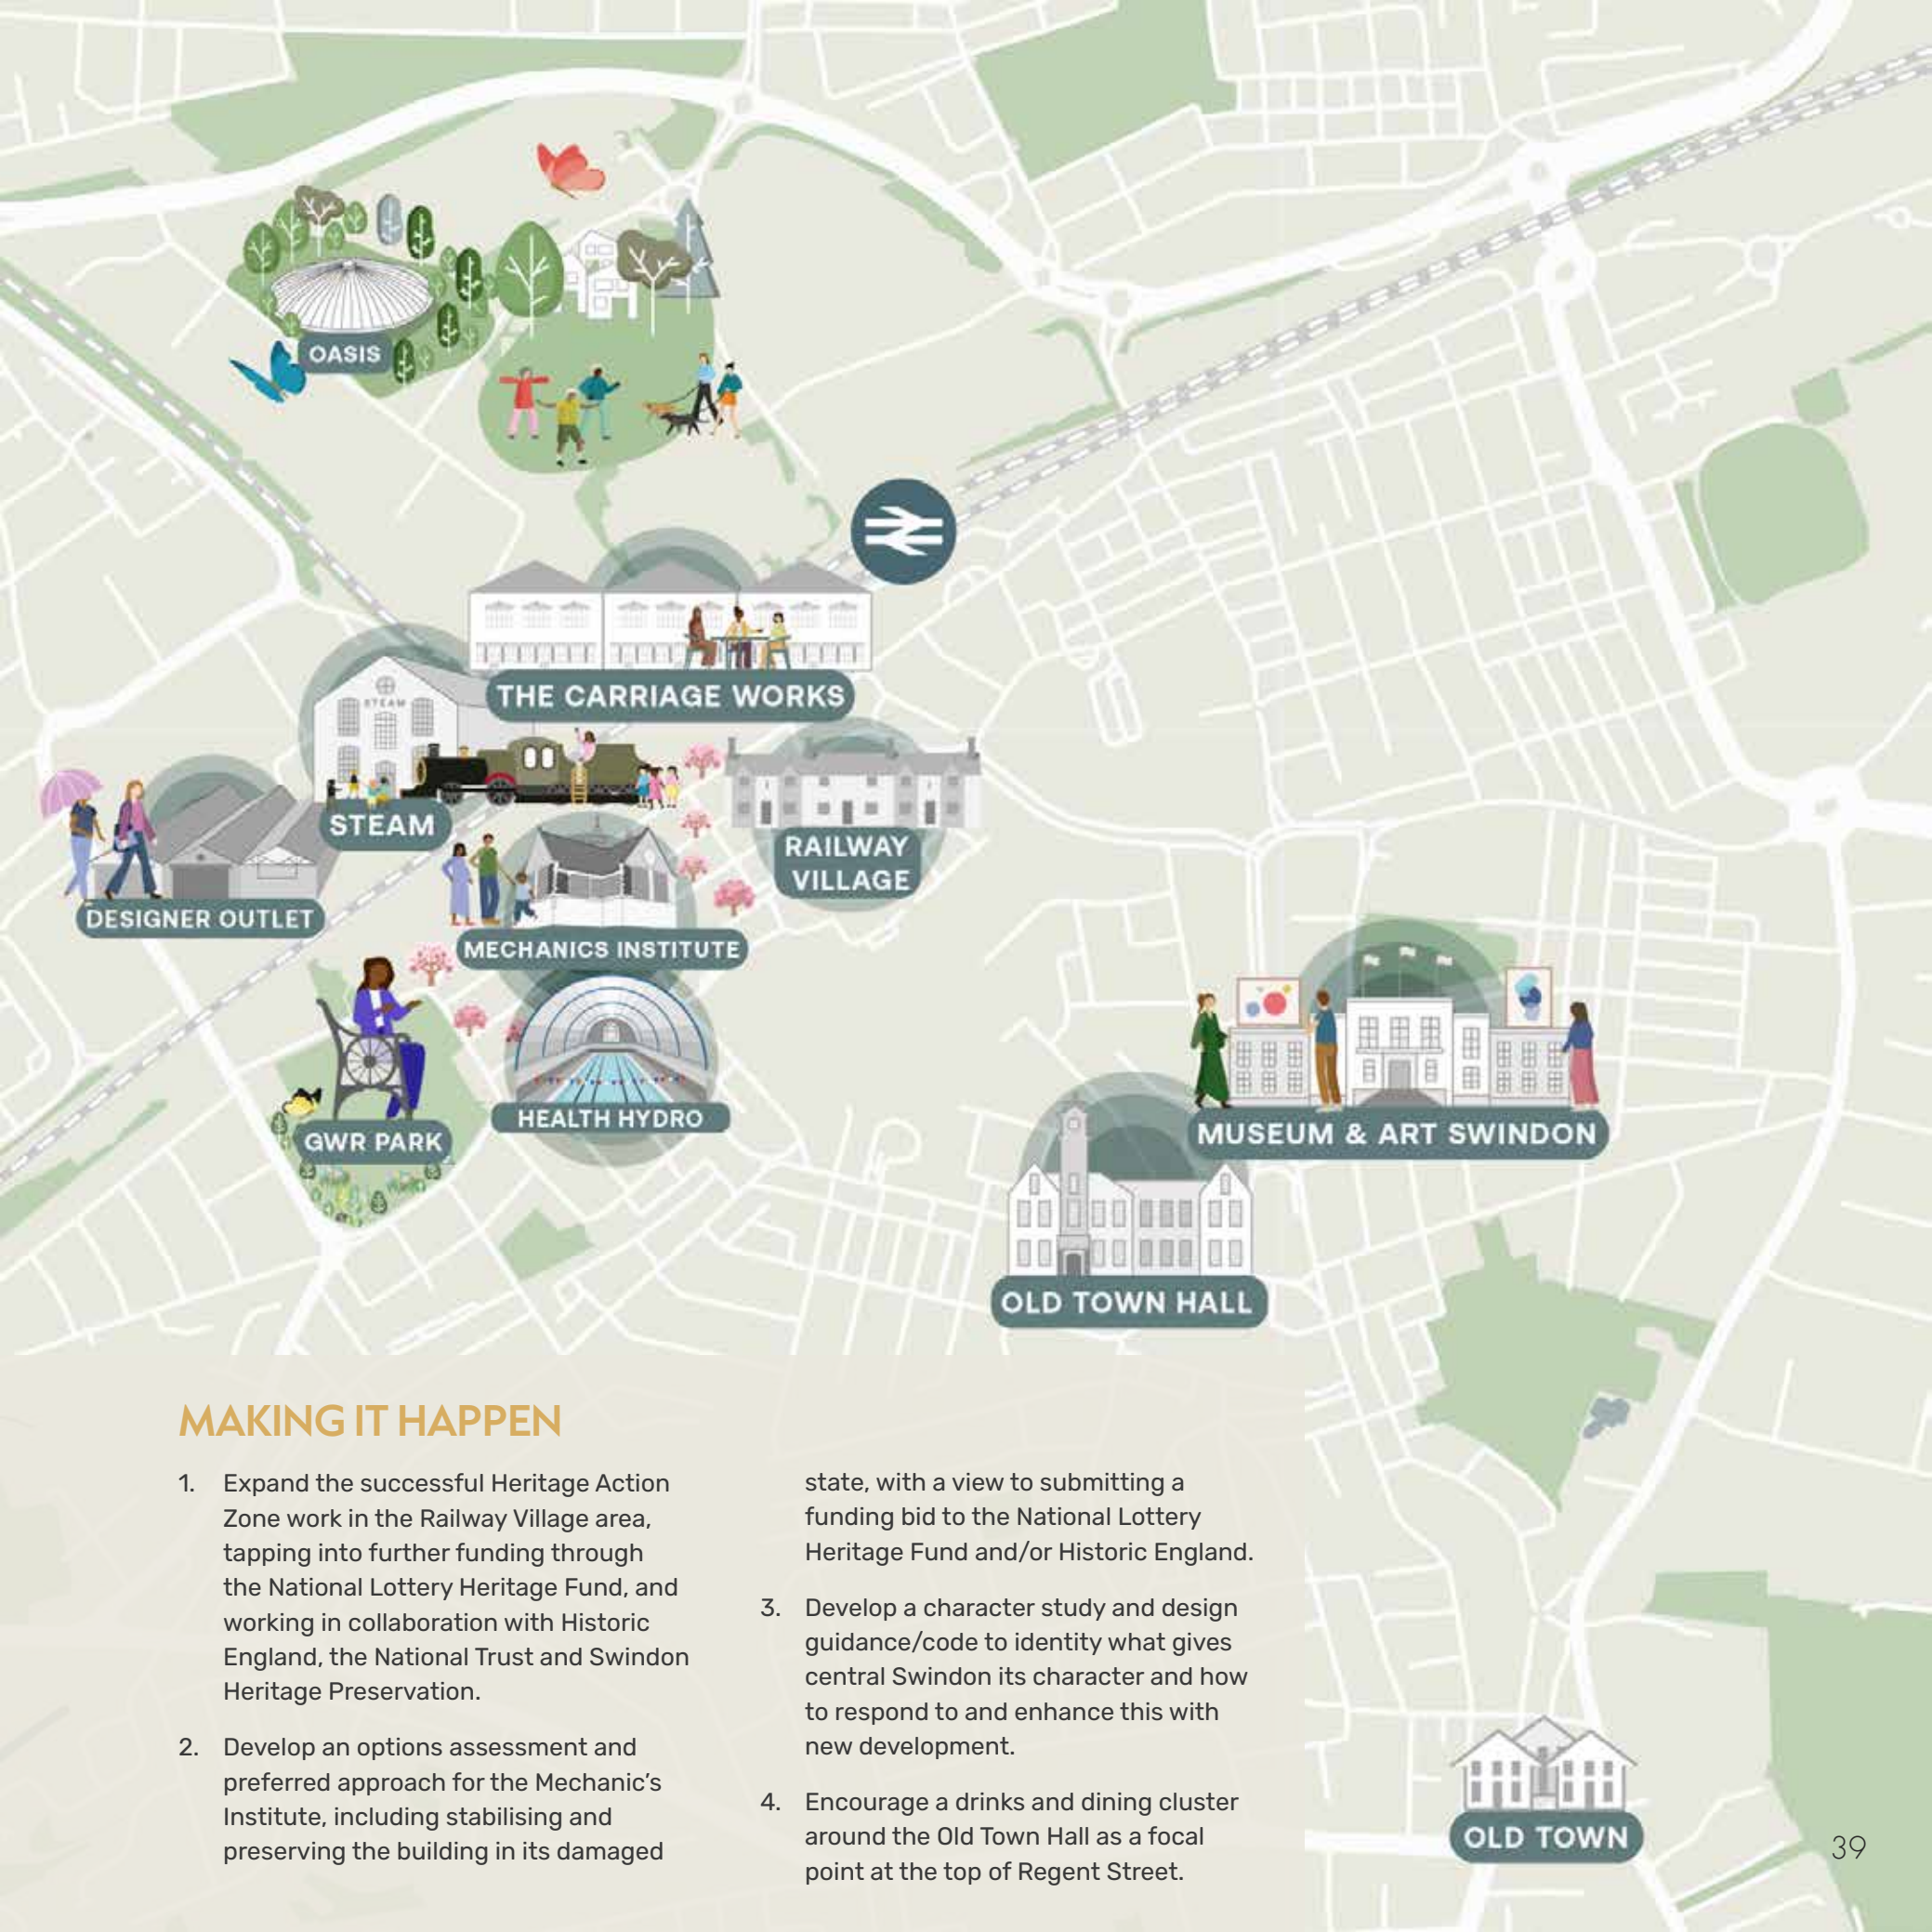 OASIS
THE CARRIAGE WORKS
STEAM
STEAM
RAILWAY
VILLAGE
DESIGNER OUTLET
MECHANICS INSTITUTE
HEALTH HYDRO
GWR PARK
MUSEUM & ART SWINDON
OLD TOWN HALL
MAKING IT HAPPEN
1. Expand the successful Heritage Action
Zone work in the Railway Village area,
tapping into further funding through
the National Lottery Heritage Fund, and
working in collaboration with Historic
England, the National Trust and Swindon
Heritage Preservation.
2. Develop an options assessment and
preferred approach for the Mechanic’s
Institute, including stabilising and
preserving the building in its damaged
state, with a view to submitting a
funding bid to the National Lottery
Heritage Fund and/or Historic England.
3. Develop a character study and design
guidance/code to identity what gives
central Swindon its character and how
to respond to and enhance this with
new development.
4. Encourage a drinks and dining cluster
around the Old Town Hall as a focal
point at the top of Regent Street.
OLD TOWN
39